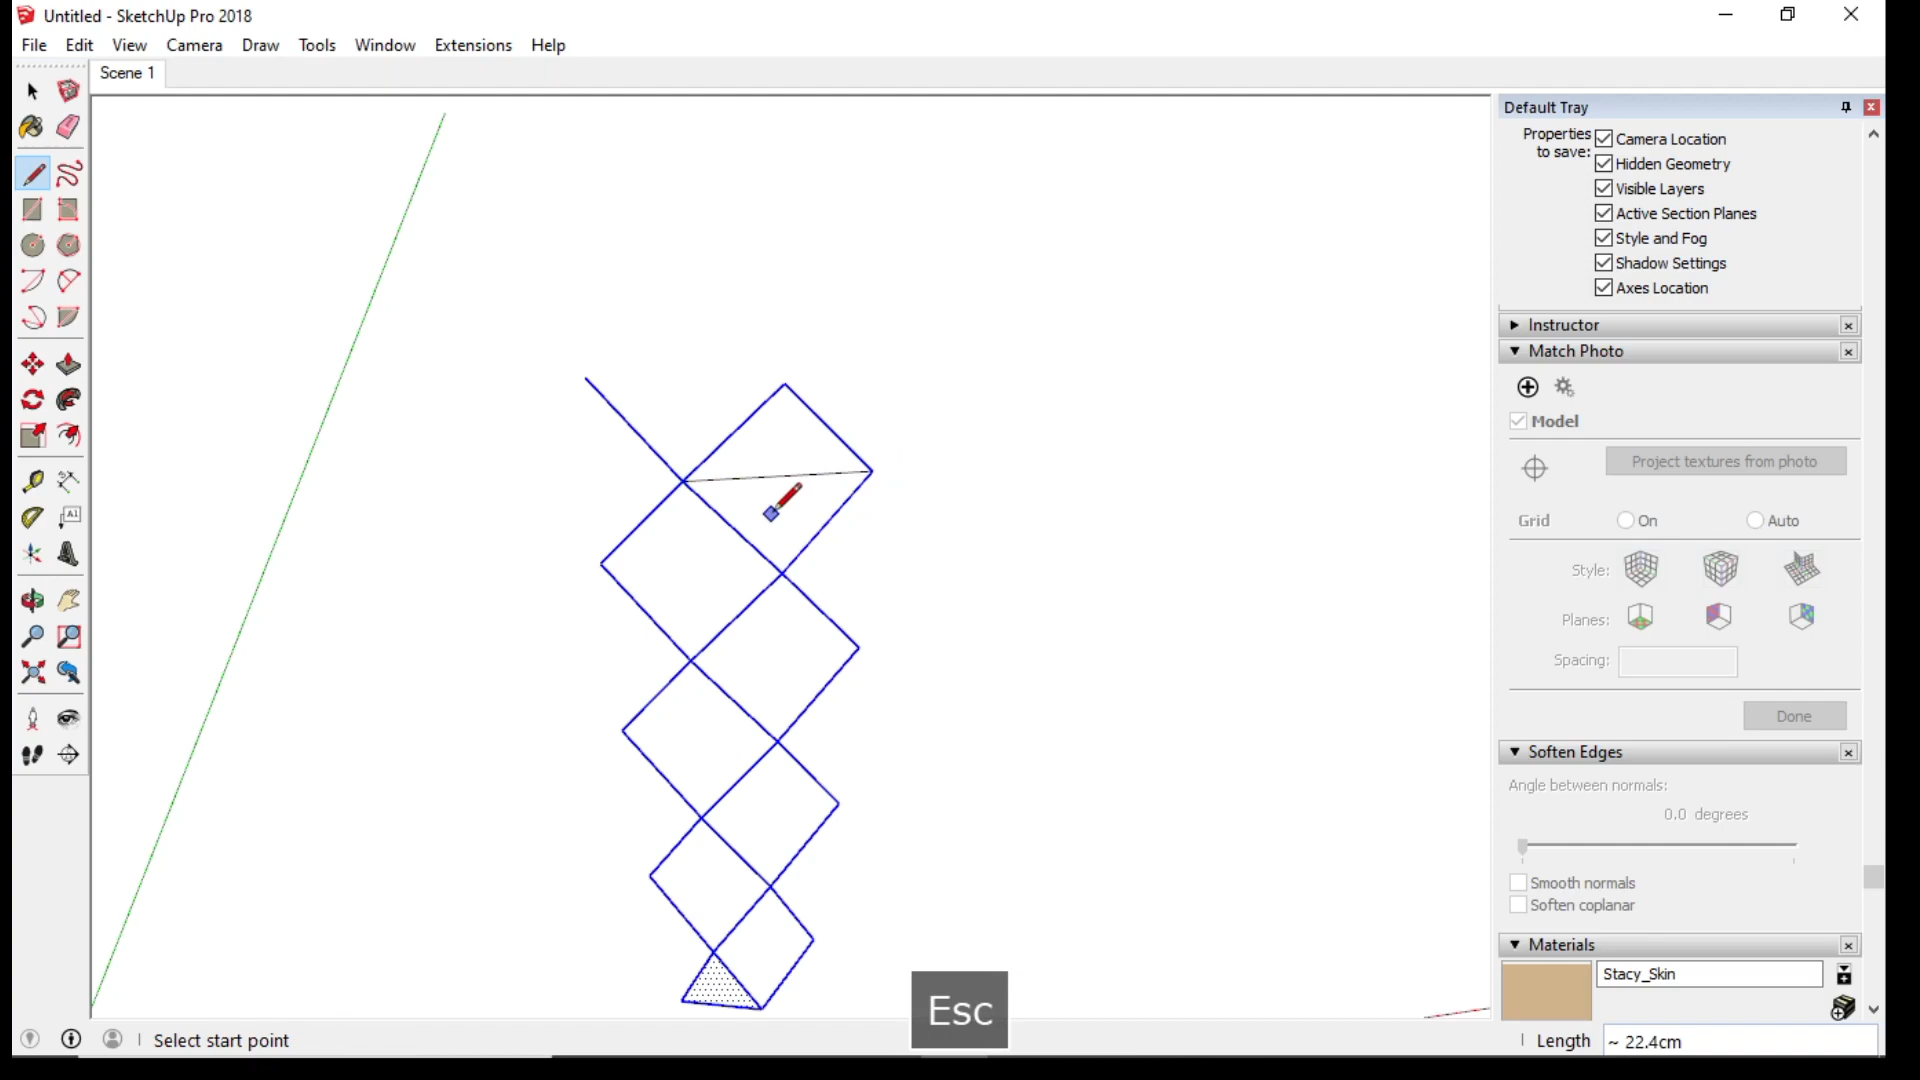 Untitled - SketchUp Pro 2018
File Edit View Camera Draw Tools Window Extensions Help
Scene 1
Default Tray
Properties to save:
Camera Location
Hidden Geometry
Visible Layers
Active Section Planes
Style and Fog
Shadow Settings
Axes Location
Instructor
Match Photo
Model
Project textures from photo
Grid On Auto
Style:
Planes:
Spacing:
Done
Soften Edges
Angle between normals:
0.0 degrees
Smooth normals
Soften coplanar
Materials
Stacy_Skin
Esc
Select start point
Length ~ 22.4cm